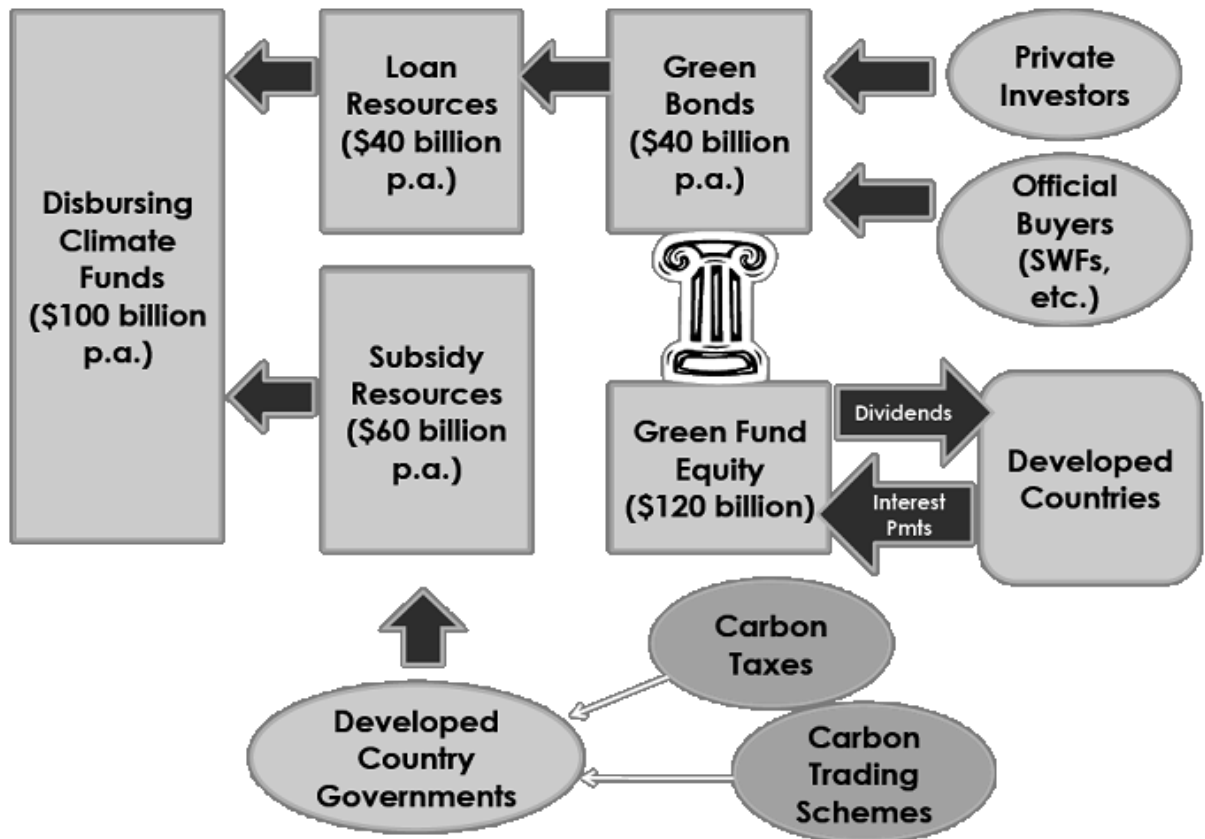 Disbursing
Climate
Funds
($100 billion
p.a.)
Loan
Resources
($40 billion
p.a.)
Green
Bonds
($40 billion
p.a.)
Private
Investors
Official
Buyers
(SWFs,
etc.)
Subsidy
Resources
($60 billion
p.a.)
Green Fund
Equity
($120 billion)
Dividends
Interest
Pmts
Developed
Countries
Carbon
Taxes
Developed
Country
Governments
Carbon
Trading
Schemes